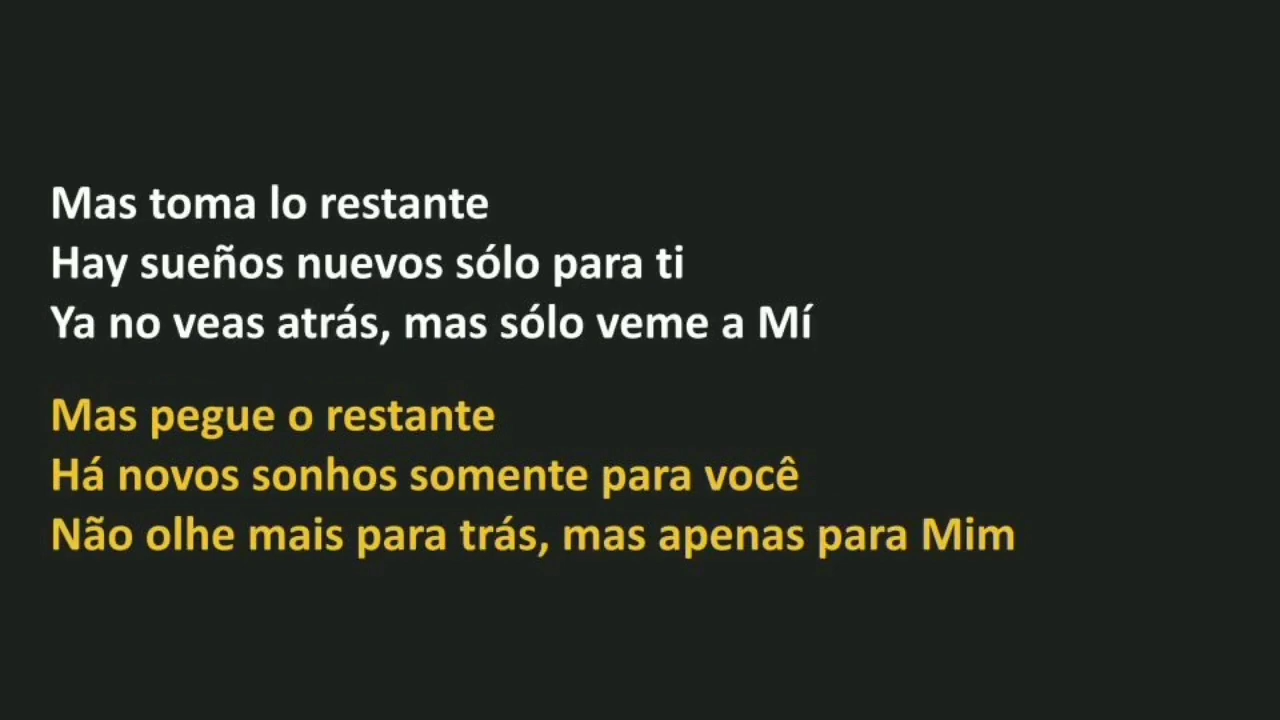 Mas toma lo restante
Hay sueños nuevos sólo para ti
Ya no veas atrás, mas sólo veme a Mí
Mas pegue o restante
Há novos sonhos somente para você
Não olhe mais para trás, mas apenas para Mim